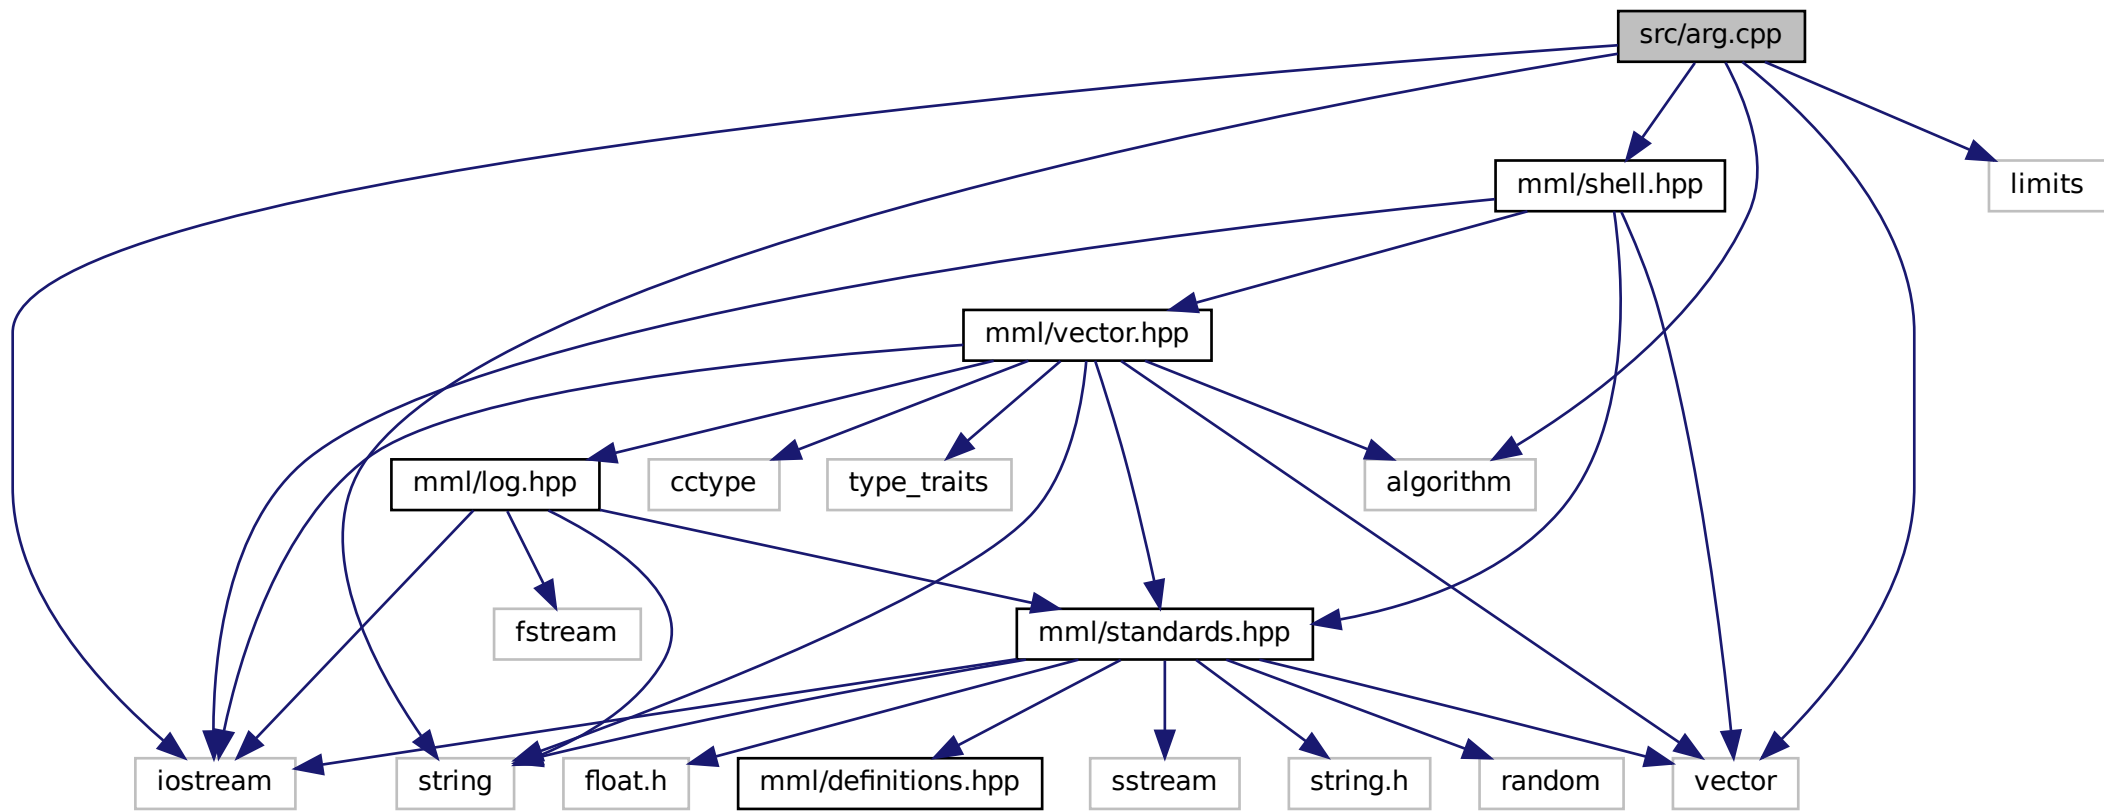 src/arg.cpp
mml/shell.hpp
limits
mml/vector.hpp
mml/log.hpp
cctype
type_traits
algorithm
fstream
mml/standards.hpp
iostream
string
float.h
mml/definitions.hpp
sstream
string.h
random
vector